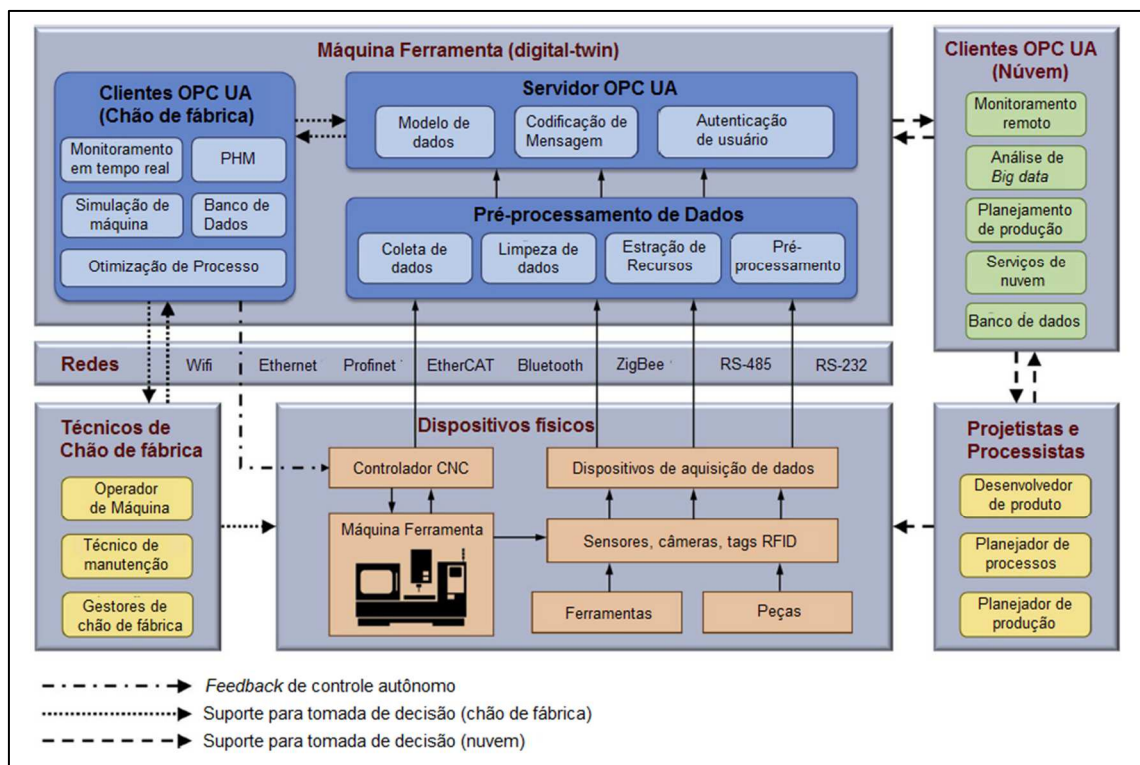 Máquina Ferramenta (digital-twin)
Clientes OPC UA
(Chão de fábrica)
Monitoramento
em tempo real
PHM
Simulação de
máquina
Banco de
Dados
Otimização de Processo
Servidor OPC UA
Modelo de
dados
Codificação de
Mensagem
Autenticação
de usuário
Pré-processamento de Dados
Coleta de
dados
Limpeza de
dados
Estração de
Recursos
Pré-
processamento
Clientes OPC UA
(Núvem)
Monitoramento
remoto
Análise de
Big data
Planejamento
de produção
Serviços de
nuvem
Banco de dados
Redes
Wifi
Ethernet
Profinet
EtherCAT
Bluetooth
ZigBee
RS-485
RS-232
Técnicos de
Chão de fábrica
Operador
de Máquina
Técnico de
manutenção
Gestores de
chão de fábrica
Dispositivos físicos
Controlador CNC
Dispositivos de aquisição de dados
Máquina Ferramenta
Sensores, câmeras, tags RFID
Ferramentas
Peças
Projetistas e
Processistas
Desenvolvedor
de produto
Planejador de
processos
Planejador de
produção
Feedback de controle autônomo
Suporte para tomada de decisão (chão de fábrica)
Suporte para tomada de decisão (nuvem)